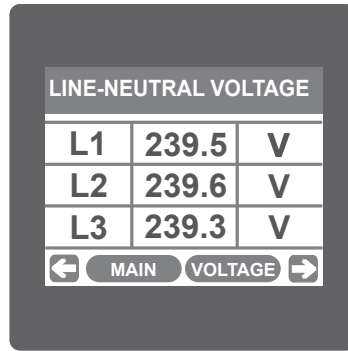 LINE-NEUTRAL VOLTAGE
L1 239.5 V
L2 239.6 V
L3 239.3 V
MAIN VOLTAGE